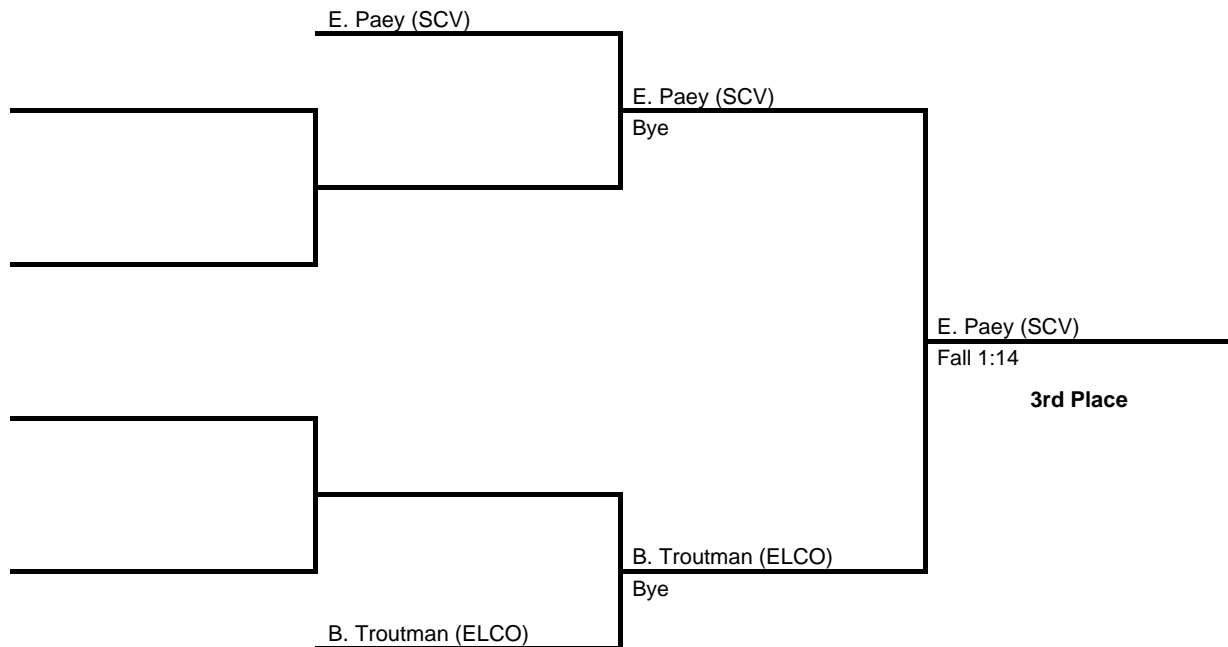 E. Paey (SCV)
E. Paey (SCV)
Bye
E. Paey (SCV)
Fall 1:14
3rd Place
B. Troutman (ELCO)
Bye
B. Troutman (ELCO)